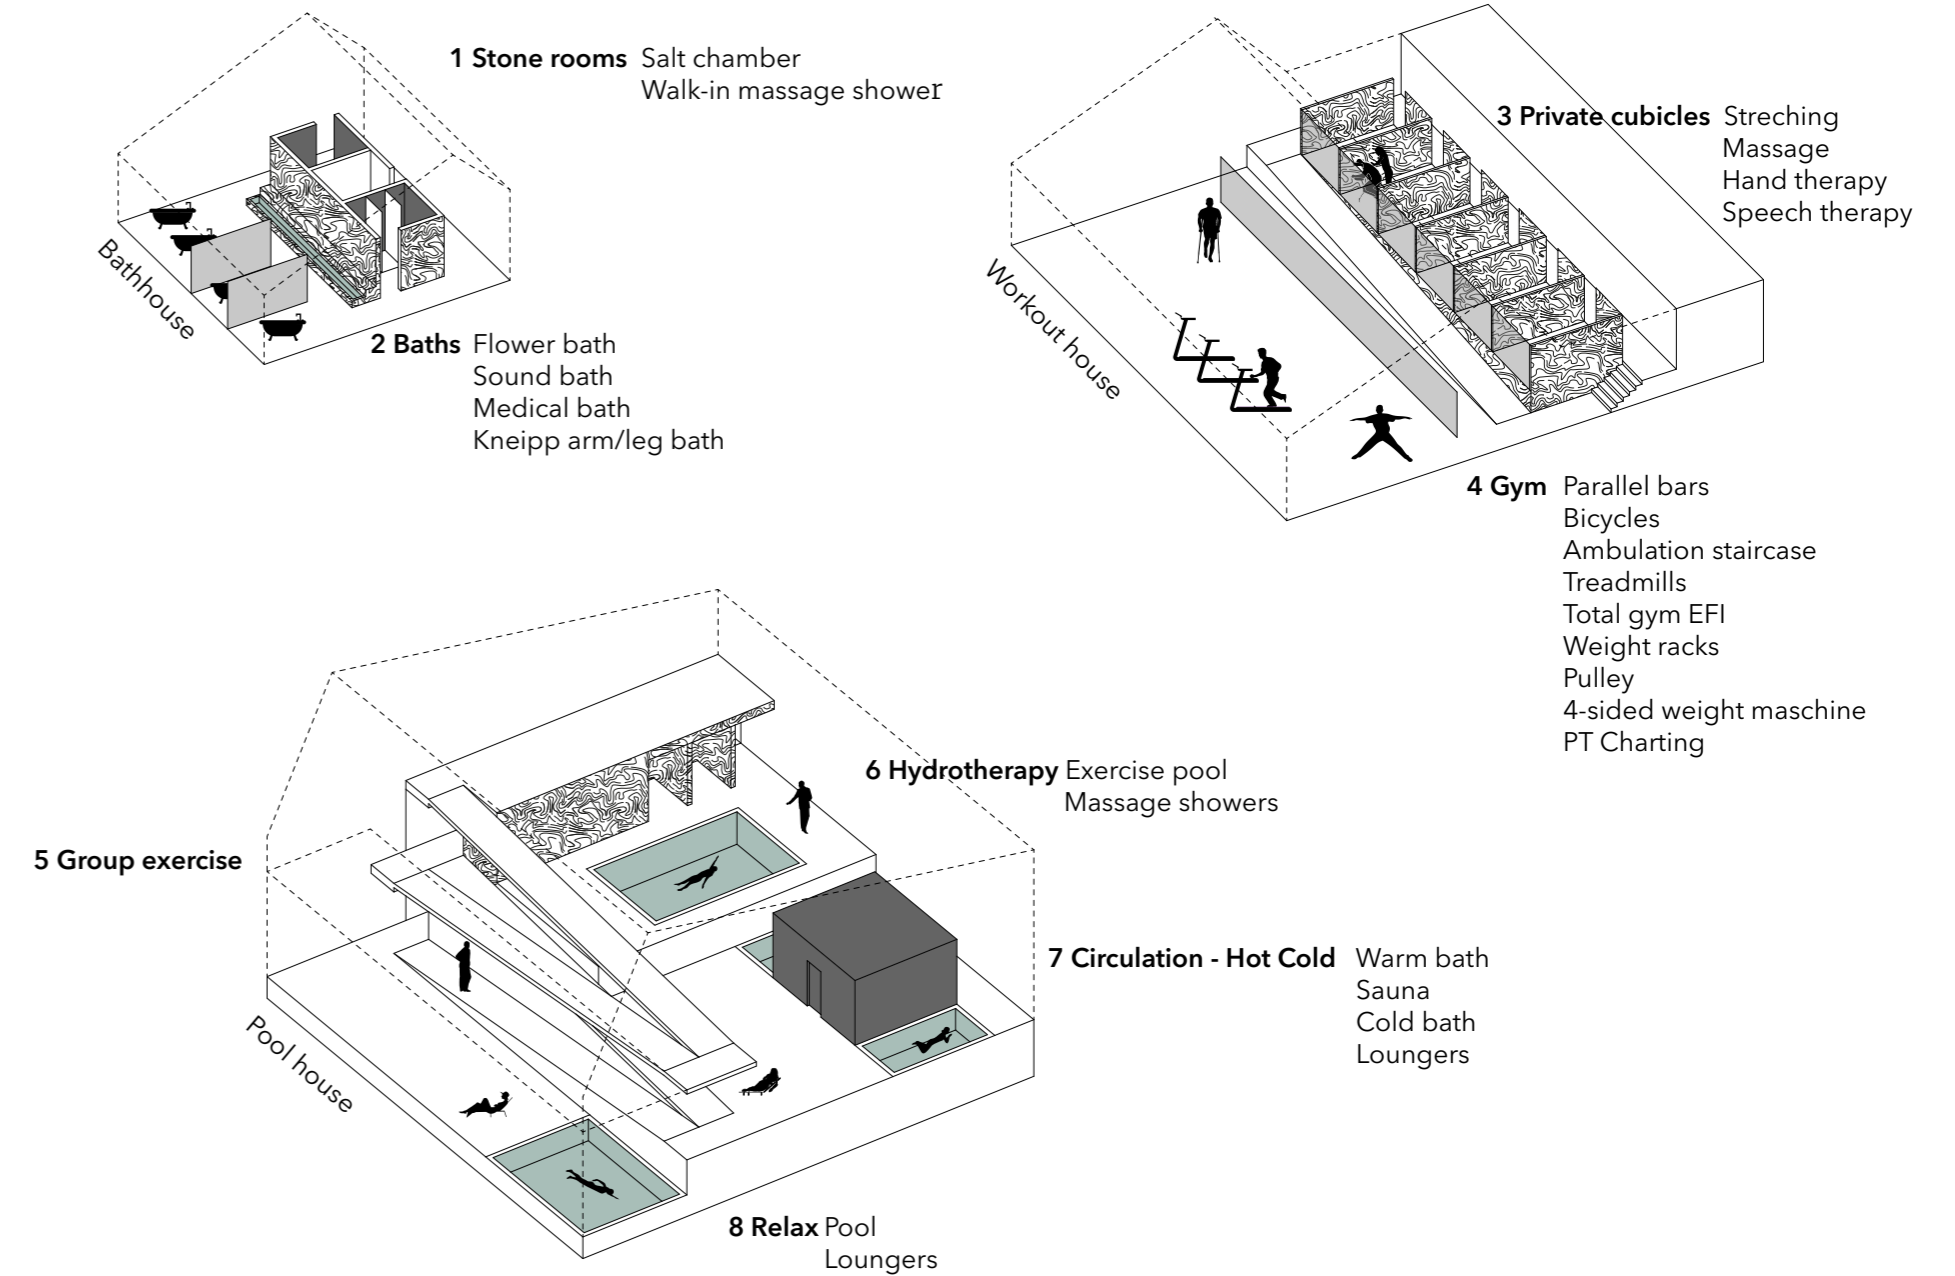 1 Stone rooms Salt chamber
Walk-in massage shower
Bathhouse
2 Baths Flower bath
Sound bath
Medical bath
Kneipp arm/leg bath
3 Private cubicles Streching
Massage
Hand therapy
Speech therapy
Workout house
4 Gym Parallel bars
Bicycles
Ambulation staircase
Treadmills
Total gym EFI
Weight racks
Pulley
4-sided weight maschine
PT Charting
5 Group exercise
6 Hydrotherapy Exercise pool
Massage showers
7 Circulation - Hot Cold Warm bath
Sauna
Cold bath
Loungers
Pool house
8 Relax Pool
Loungers